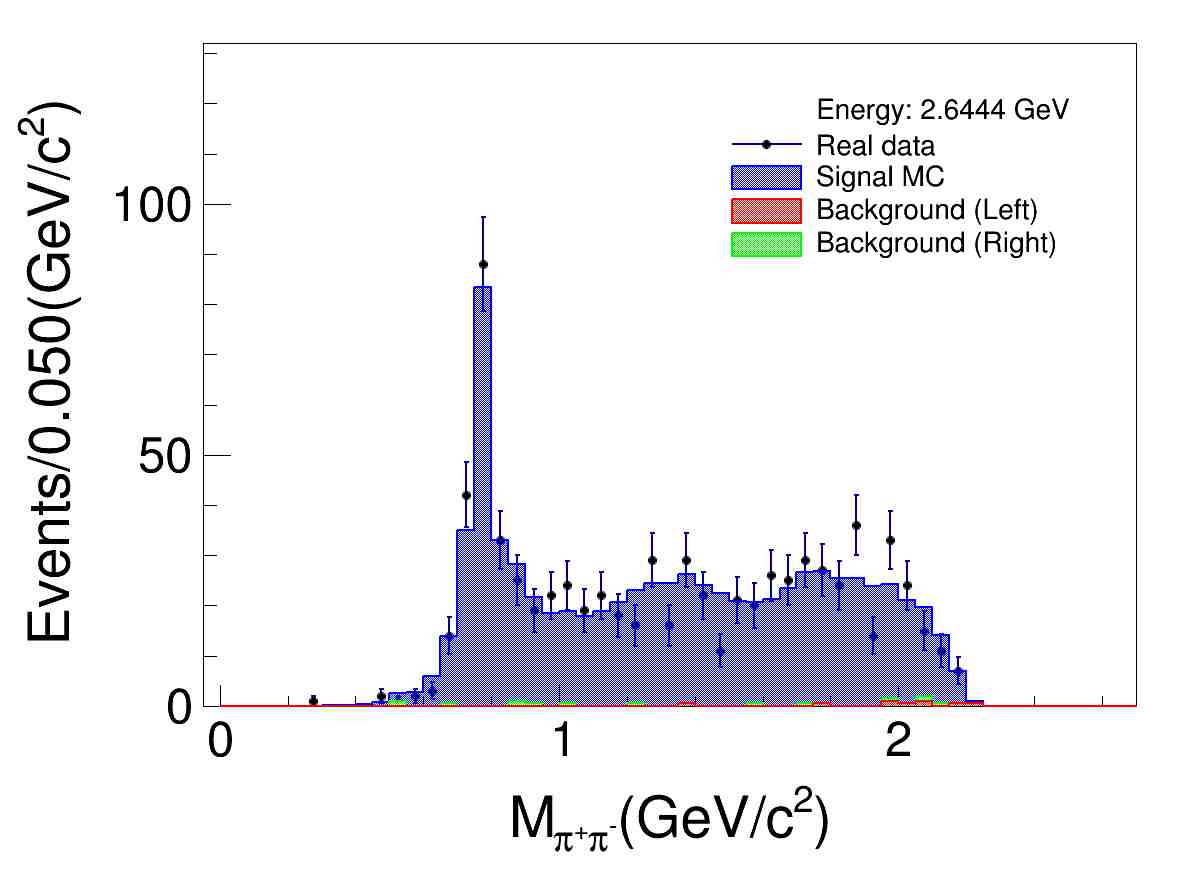 Events/0.050(GeV/c²)
100
50
0
Energy: 2.6444 GeV
Real data
Signal MC
Background (Left)
Background (Right)
0 1 2
Mπ⁺π⁻(GeV/c²)